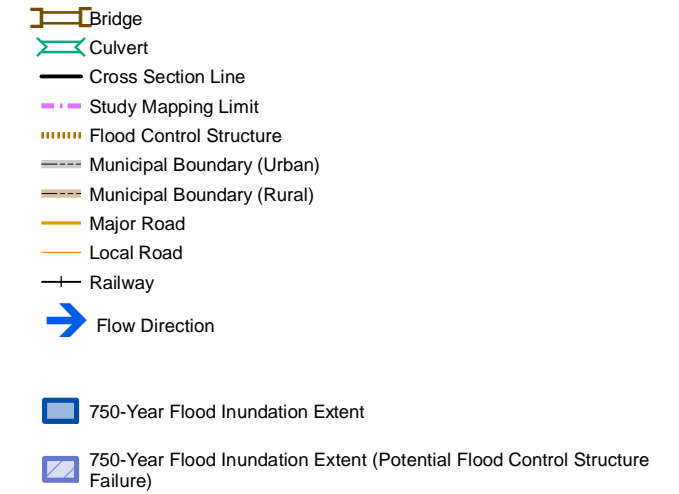 Bridge
Culvert
Cross Section Line
Study Mapping Limit
Flood Control Structure
Municipal Boundary (Urban)
Municipal Boundary (Rural)
Major Road
Local Road
Railway
Flow Direction
750-Year Flood Inundation Extent
750-Year Flood Inundation Extent (Potential Flood Control Structure
Failure)